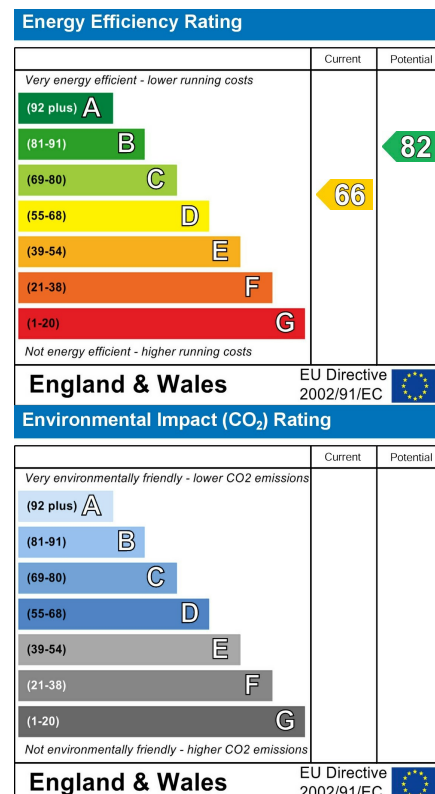 Energy Efficiency Rating
Current Potential
Very energy efficient - lower running costs
(92 plus) A
(81-91) B
82
(69-80) C
66
(55-68) D
(39-54) E
(21-38) F
(1-20) G
Not energy efficient - higher running costs
England & Wales
EU Directive
2002/91/EC
Environmental Impact (CO₂) Rating
Current Potential
Very environmentally friendly - lower CO2 emissions
(92 plus) A
(81-91) B
(69-80) C
(55-68) D
(39-54) E
(21-38) F
(1-20) G
Not environmentally friendly - higher CO2 emissions
England & Wales
EU Directive
2002/91/EC